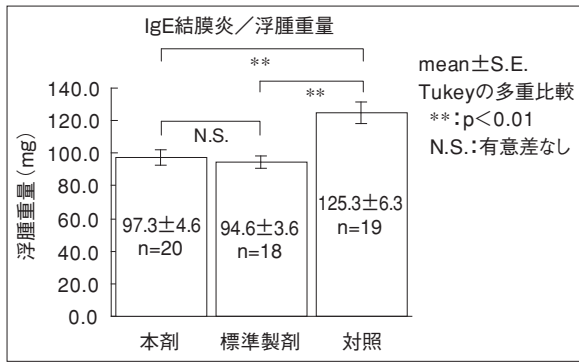 IgE結膜炎／浮腫重量
**
**
N.S.
mean±S.E.
Tukeyの多重比較
**：p<0.01
N.S.：有意差なし
浮腫重量（mg）
140.0
120.0
100.0
80.0
60.0
40.0
20.0
0.0
97.3±4.6
n=20
94.6±3.6
n=18
125.3±6.3
n=19
本剤
標準製剤
対照